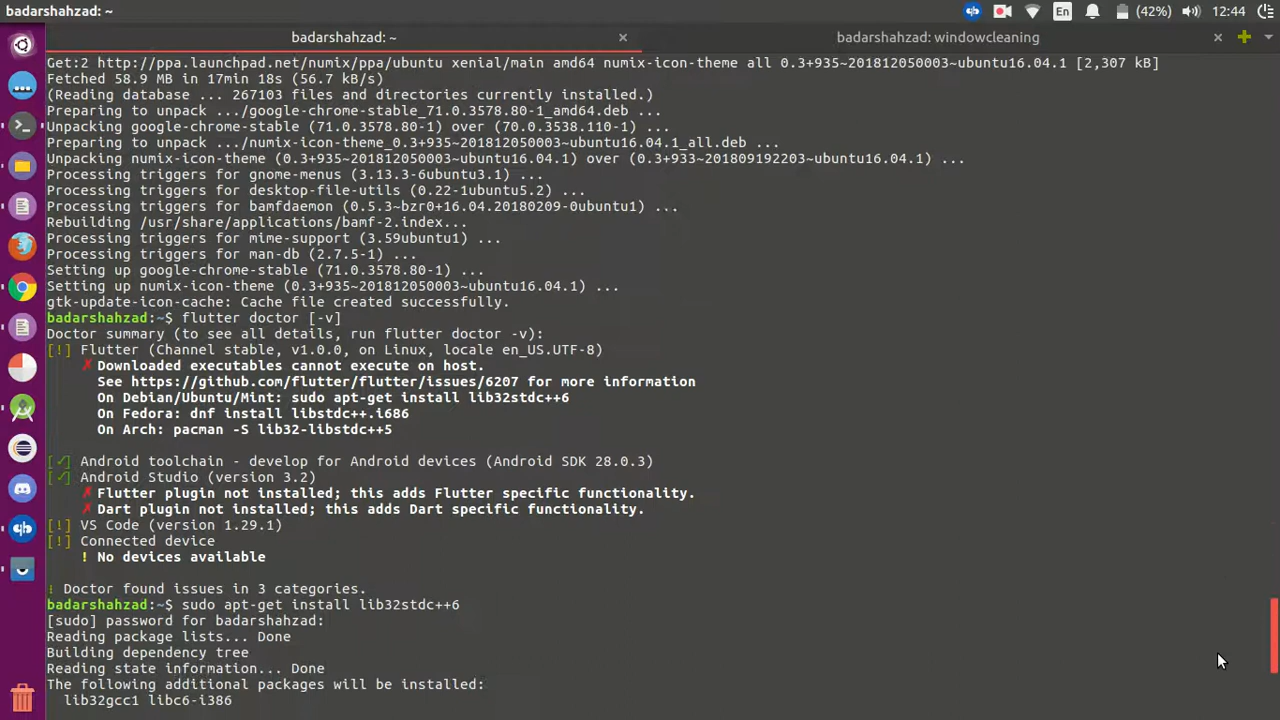 badarshahzad: ~
En
(42%)
12:44
badarshahzad: ~
badarshahzad: windowcleaning
Get:2 http://ppa.launchpad.net/numix/ppa/ubuntu xenial/main amd64 numix-icon-theme all 0.3+935~201812050003~ubuntu16.04.1 [2,307 kB]
Fetched 58.9 MB in 17min 18s (56.7 kB/s)
(Reading database ... 267103 files and directories currently installed.)
Preparing to unpack .../google-chrome-stable_71.0.3578.80-1_amd64.deb ...
Unpacking google-chrome-stable (71.0.3578.80-1) over (70.0.3538.110-1) ...
Preparing to unpack .../numix-icon-theme_0.3+935~201812050003~ubuntu16.04.1_all.deb ...
Unpacking numix-icon-theme (0.3+935~201812050003~ubuntu16.04.1) over (0.3+933~201809192203~ubuntu16.04.1) ...
Processing triggers for gnome-menus (3.13.3-6ubuntu3.1) ...
Processing triggers for desktop-file-utils (0.22-1ubuntu5.2) ...
Processing triggers for bamfdaemon (0.5.3~bzr0+16.04.20180209-0ubuntu1) ...
Rebuilding /usr/share/applications/bamf-2.index...
Processing triggers for mime-support (3.59ubuntu1) ...
Processing triggers for man-db (2.7.5-1) ...
Setting up google-chrome-stable (71.0.3578.80-1) ...
Setting up numix-icon-theme (0.3+935~201812050003~ubuntu16.04.1) ...
gtk-update-icon-cache: Cache file created successfully.
badarshahzad:~$ flutter doctor [-v]
Doctor summary (to see all details, run flutter doctor -v):
[!] Flutter (Channel stable, v1.0.0, on Linux, locale en_US.UTF-8)
✗ Downloaded executables cannot execute on host.
See https://github.com/flutter/flutter/issues/6207 for more information
On Debian/Ubuntu/Mint: sudo apt-get install lib32stdc++6
On Fedora: dnf install libstdc++.i686
On Arch: pacman -S lib32-libstdc++5
[✓] Android toolchain - develop for Android devices (Android SDK 28.0.3)
[✓] Android Studio (version 3.2)
✗ Flutter plugin not installed; this adds Flutter specific functionality.
✗ Dart plugin not installed; this adds Dart specific functionality.
[!] VS Code (version 1.29.1)
[!] Connected device
! No devices available
! Doctor found issues in 3 categories.
badarshahzad:~$ sudo apt-get install lib32stdc++6
[sudo] password for badarshahzad:
Reading package lists... Done
Building dependency tree
Reading state information... Done
The following additional packages will be installed:
lib32gcc1 libc6-i386